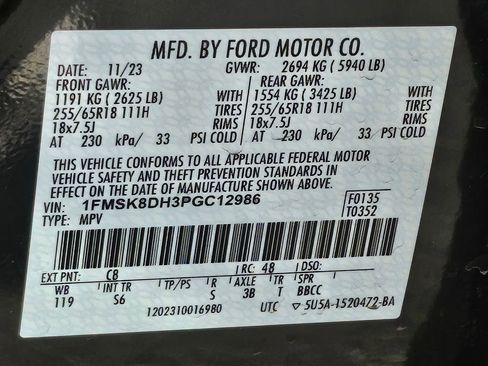 MFD. BY FORD MOTOR CO.
DATE: 11/23 GVWR: 2694 KG ( 5940 LB)
FRONT GAWR: REAR GAWR:
1191 KG ( 2625 LB) WITH 1554 KG ( 3425 LB) WITH
255/65R18 111H TIRES 255/65R18 111H TIRES
18x7.5J RIMS 18x7.5J RIMS
AT 230 kPa/ 33 PSI COLD AT 230 kPa/ 33 PSI COLD
THIS VEHICLE CONFORMS TO ALL APPLICABLE FEDERAL MOTOR
VEHICLE SAFETY AND THEFT PREVENTION STANDARDS IN
EFFECT ON THE DATE OF MANUFACTURE SHOWN ABOVE.
VIN: 1FMSK8DH3PGC12986 F0135
TYPE: MPV T0352
EXT PNT: C8 RC: 48 DSO:
WB INT TR TP/PS R AXLE TR SPR
119 S6 S 3B T BBCC
1202310016980 UTC ▽ 5U5A-1520472-BA